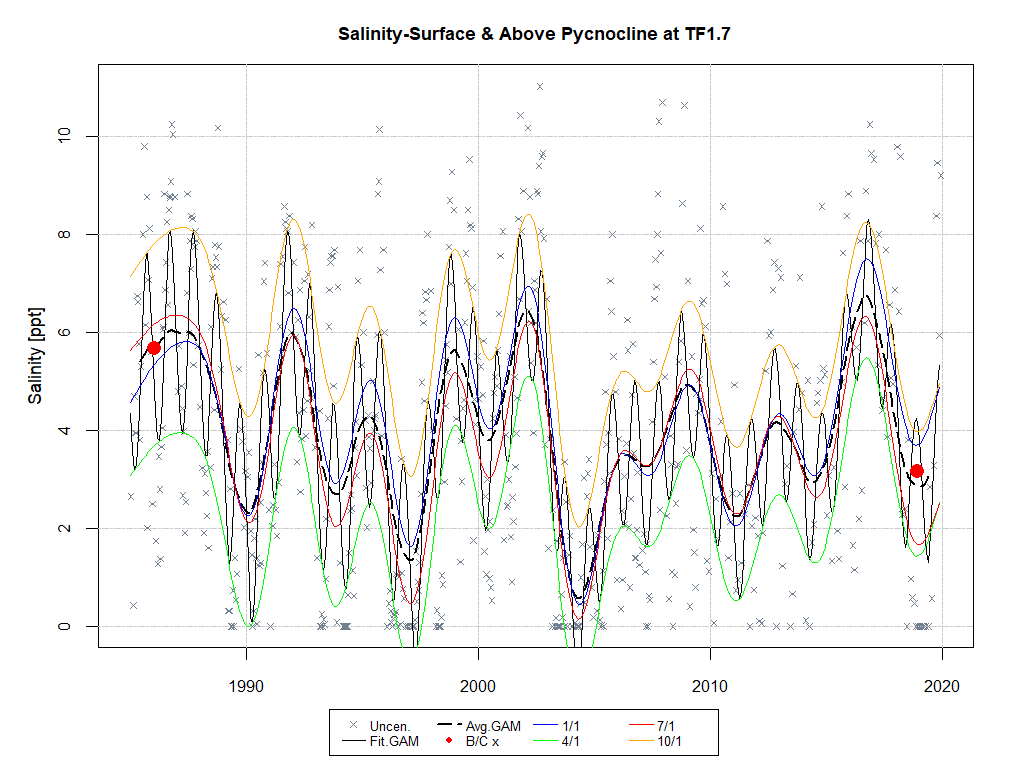 Salinity-Surface & Above Pycnocline at TF1.7
Salinity [ppt]
10
8
6
4
2
0
1990 2000 2010 2020
Uncen. Avg.GAM 1/1 7/1
Fit.GAM B/C x 4/1 10/1